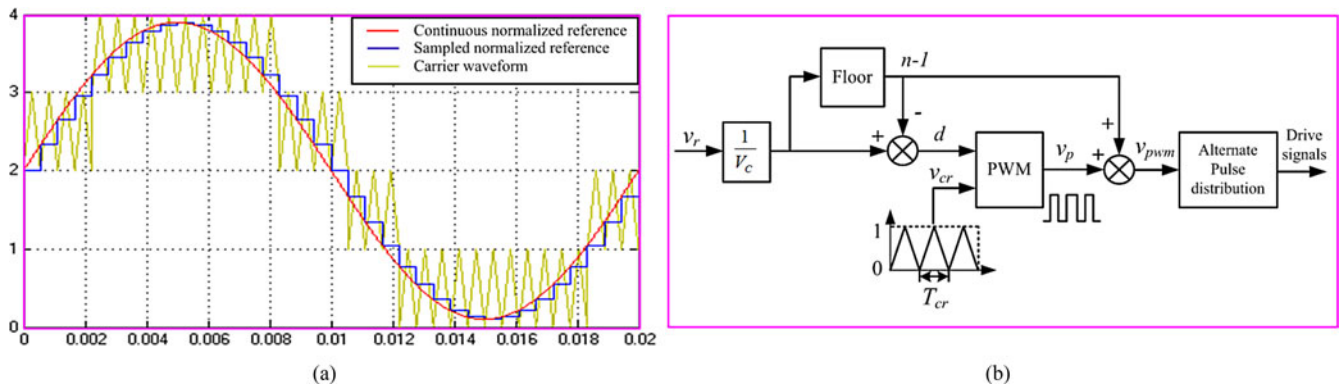 4
3
2
1
0
0 0.002 0.004 0.006 0.008 0.01 0.012 0.014 0.016 0.018 0.02
Continuous normalized reference
Sampled normalized reference
Carrier waveform
(a)
n-1
Floor
-
+
v_r
1
V_C
+
d
v_cr
PWM
v_p
+
v_pwm
Alternate
Pulse
distribution
Drive
signals
1
0
T_cr
(b)